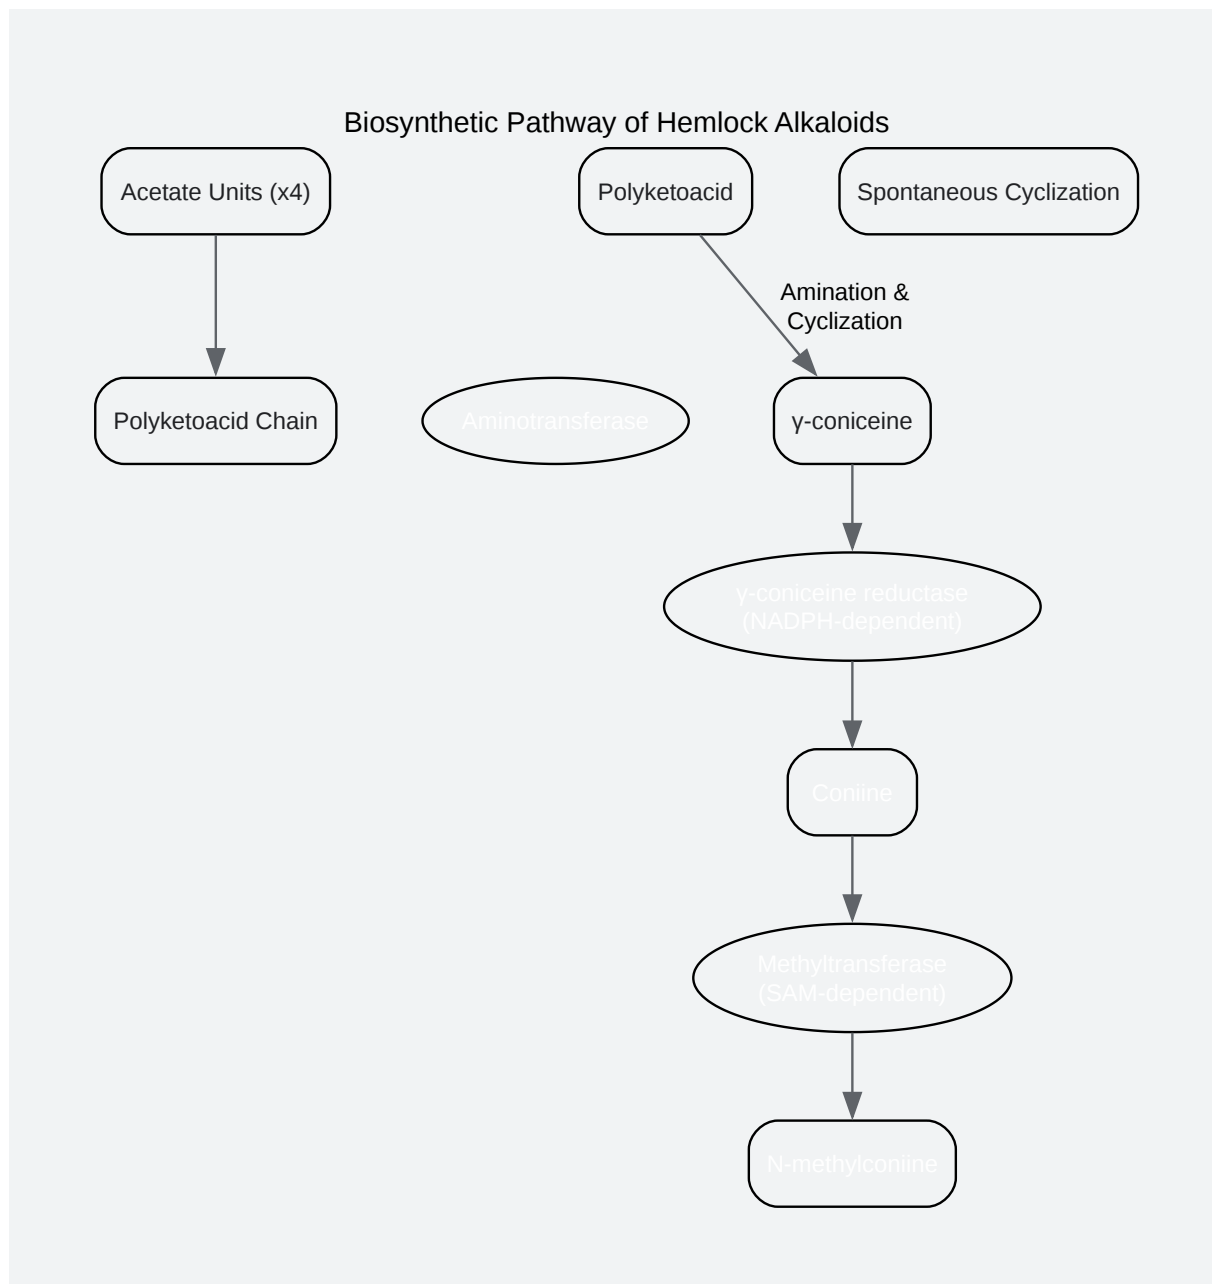 Biosynthetic Pathway of Hemlock Alkaloids
Acetate Units (x4)
Polyketoacid
Spontaneous Cyclization
Amination &
Cyclization
Polyketoacid Chain
Aminotransferase
γ-coniceine
γ-coniceine reductase
(NADPH-dependent)
Coniine
Methyltransferase
(SAM-dependent)
N-methylconiine